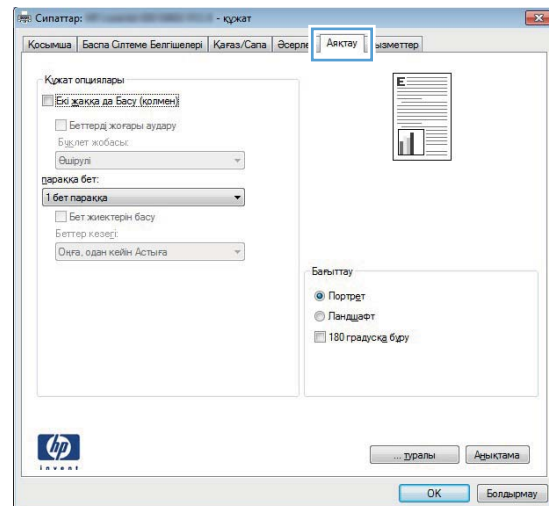 Сипаттар: - құжат
Қосымша Баспа Сілтеме Белгішелері Қағаз/Сапа Аяқтау
Құжат опциялары
Екі жаққа да Басу (қолмен)
Беттерді жоғары аудару
Буклет жобасы:
Өшірулі
параққа бет:
1 бет параққа
Бет жиектерін басу
Беттер кезегі:
Оңға, одан кейін Астыға
E
Бағыттау
Портрет
Ландшафт
180 градусқа бұру
hp
invent
... туралы Анықтама
OK Болдырмау